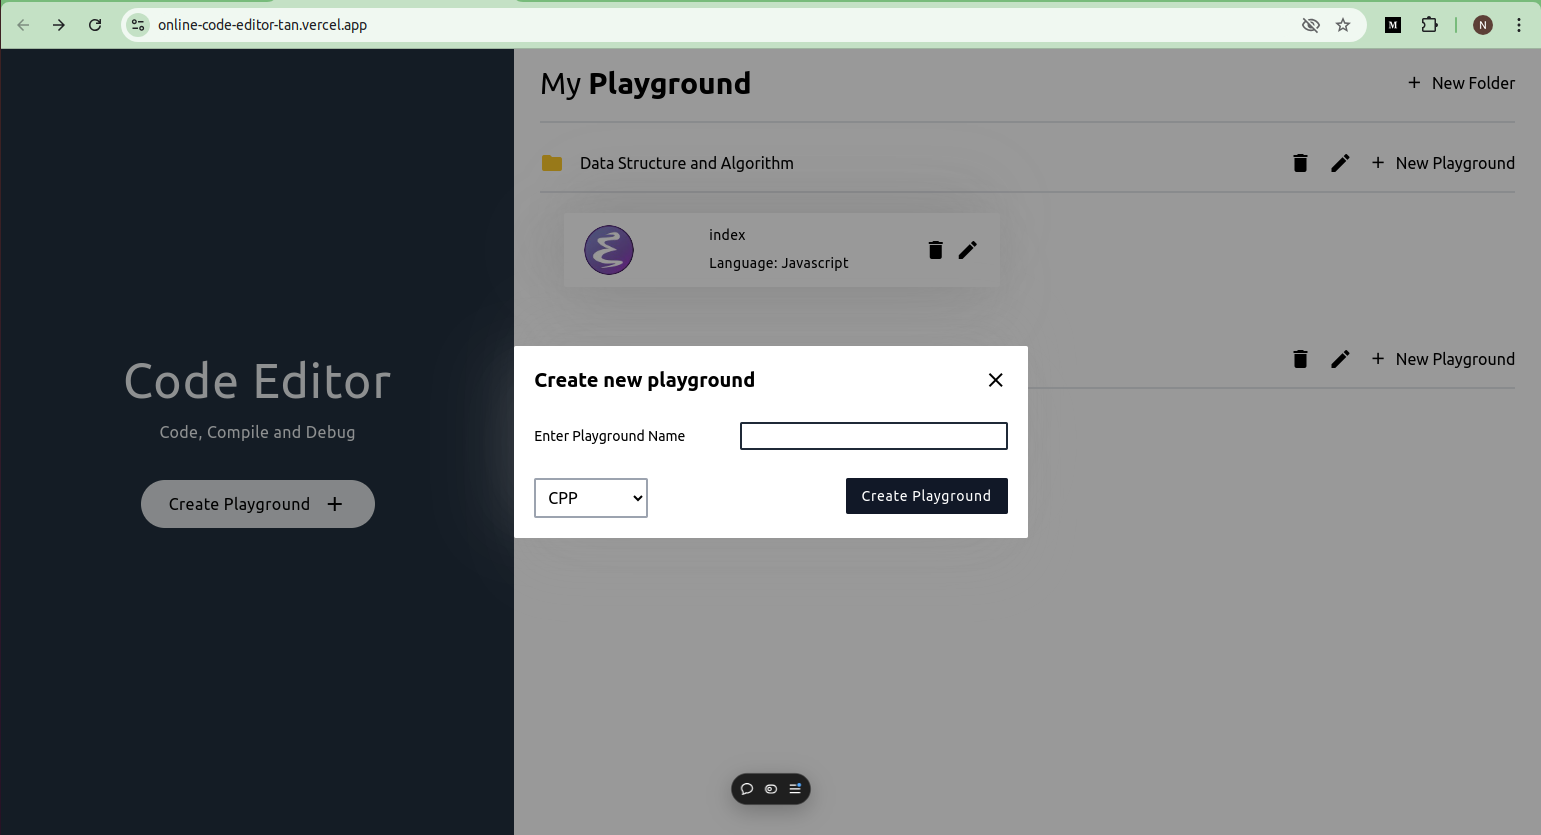 online-code-editor-tan.vercel.app
M
N
My Playground
+ New Folder
Data Structure and Algorithm
+ New Playground
index
Language: Javascript
+ New Playground
Code Editor
Code, Compile and Debug
Create Playground +
Create new playground
Enter Playground Name
CPP
Create Playground